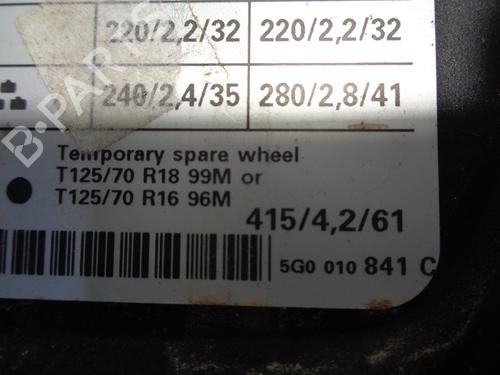 220/2,2/32 220/2,2/32
240/2,4/35 280/2,8/41
Temporary spare wheel
T125/70 R18 99M or
T125/70 R16 96M
415/4,2/61
5G0 010 841 C
B-PARTS